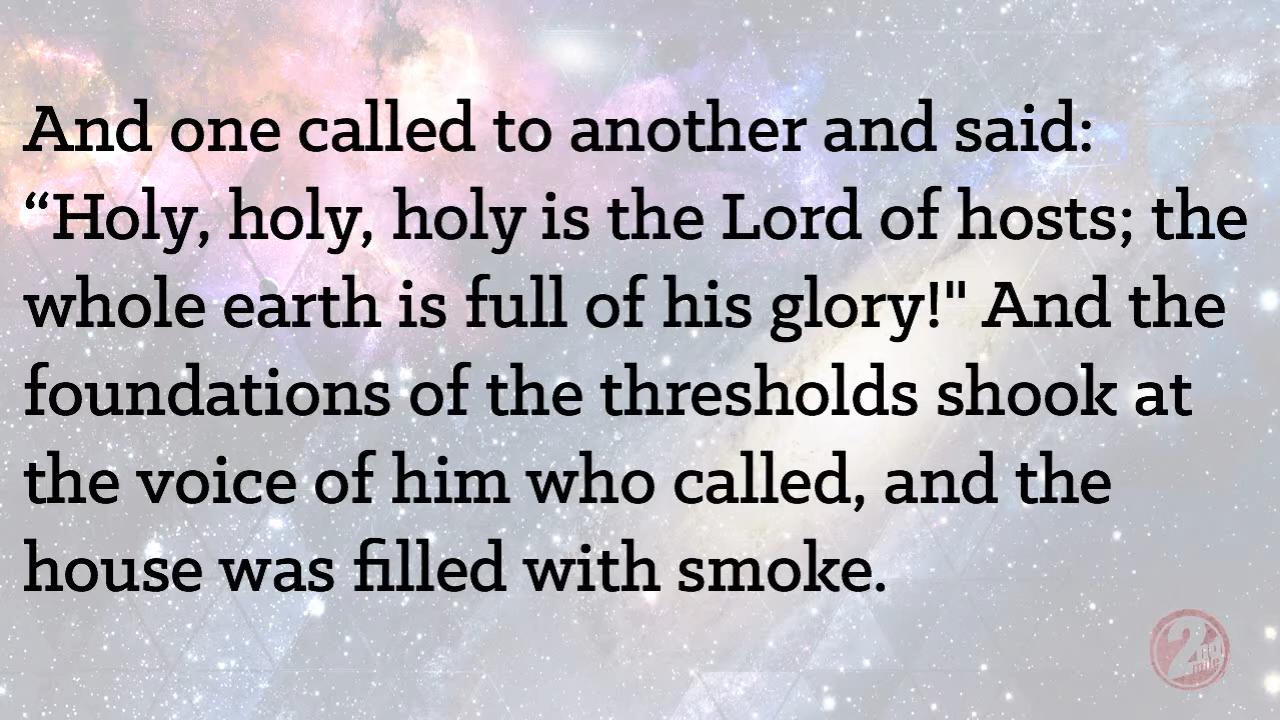 And one called to another and said:
“Holy, holy, holy is the Lord of hosts; the
whole earth is full of his glory!" And the
foundations of the thresholds shook at
the voice of him who called, and the
house was filled with smoke.
2